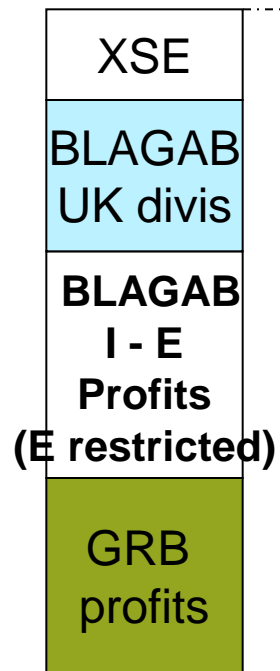 XSE
BLAGAB
UK divis
BLAGAB
I - E
Profits
(E restricted)
GRB
profits